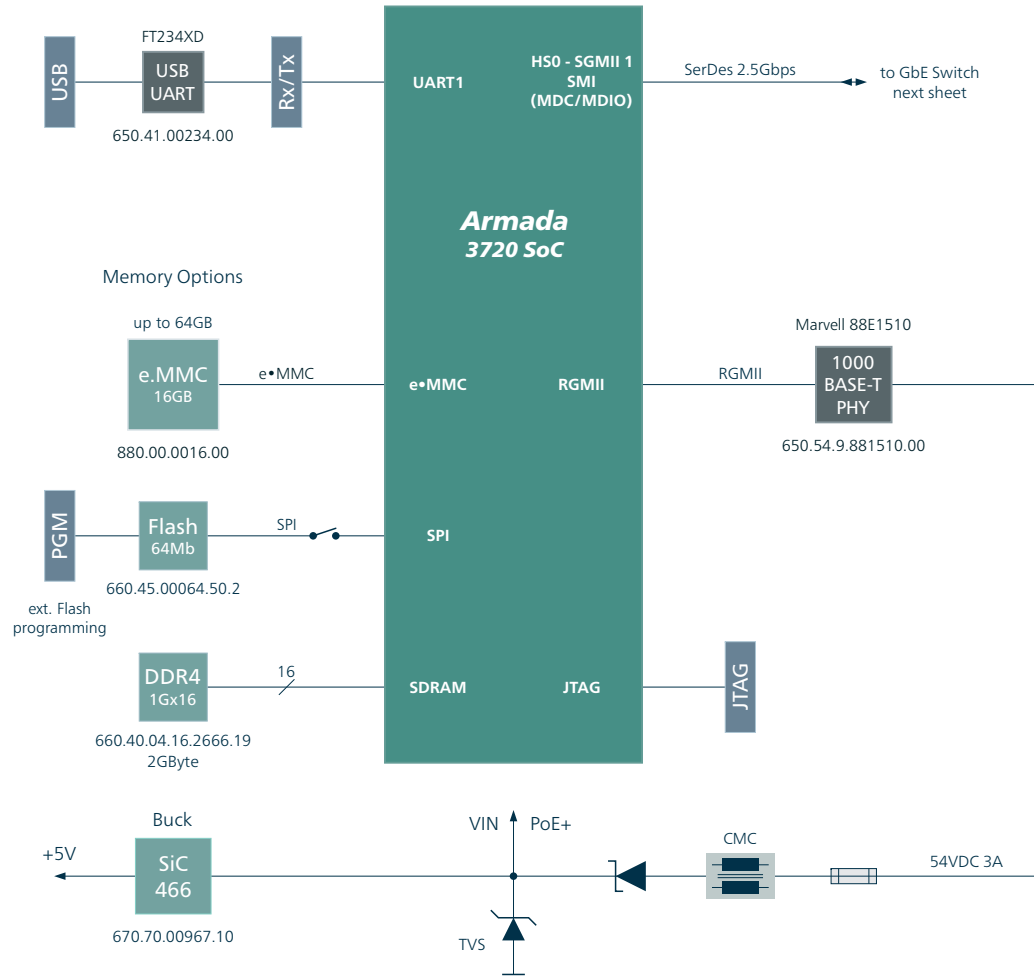 FT234XD
USB
USB
UART
Rx/Tx
650.41.00234.00
UART1
HS0 - SGMII 1
SMI
(MDC/MDIO)
SerDes 2.5Gbps
to GbE Switch
next sheet
Armada
3720 SoC
Memory Options
up to 64GB
e.MMC
16GB
e•MMC
880.00.0016.00
e•MMC
RGMII
RGMII
Marvell 88E1510
1000
BASE-T
PHY
650.54.9.881510.00
PGM
Flash
64Mb
SPI
SPI
660.45.00064.50.2
ext. Flash
programming
DDR4
1Gx16
16
SDRAM
JTAG
JTAG
660.40.04.16.2666.19
2GByte
Buck
+5V
SiC
466
670.70.00967.10
VIN
PoE+
TVS
CMC
54VDC 3A